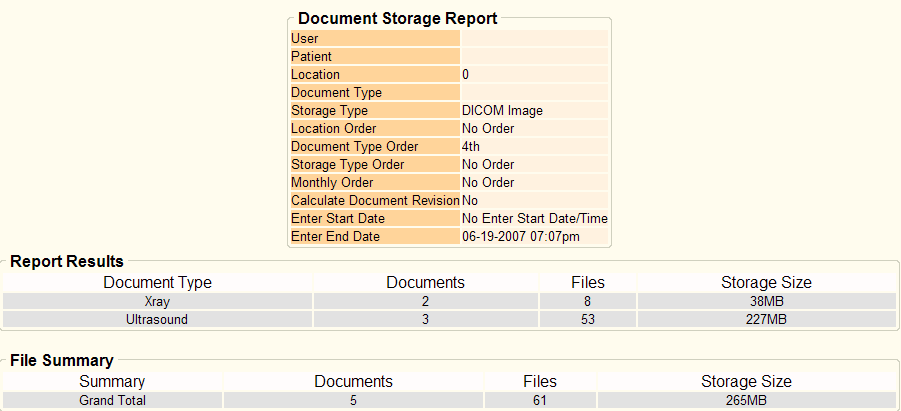 Document Storage Report
User
Patient
Location 0
Document Type
Storage Type DICOM Image
Location Order No Order
Document Type Order 4th
Storage Type Order No Order
Monthly Order No Order
Calculate Document Revision No
Enter Start Date No Enter Start Date/Time
Enter End Date 06-19-2007 07:07pm
Report Results
Document Type Documents Files Storage Size
Xray 2 8 38MB
Ultrasound 3 53 227MB
File Summary
Summary Documents Files Storage Size
Grand Total 5 61 265MB